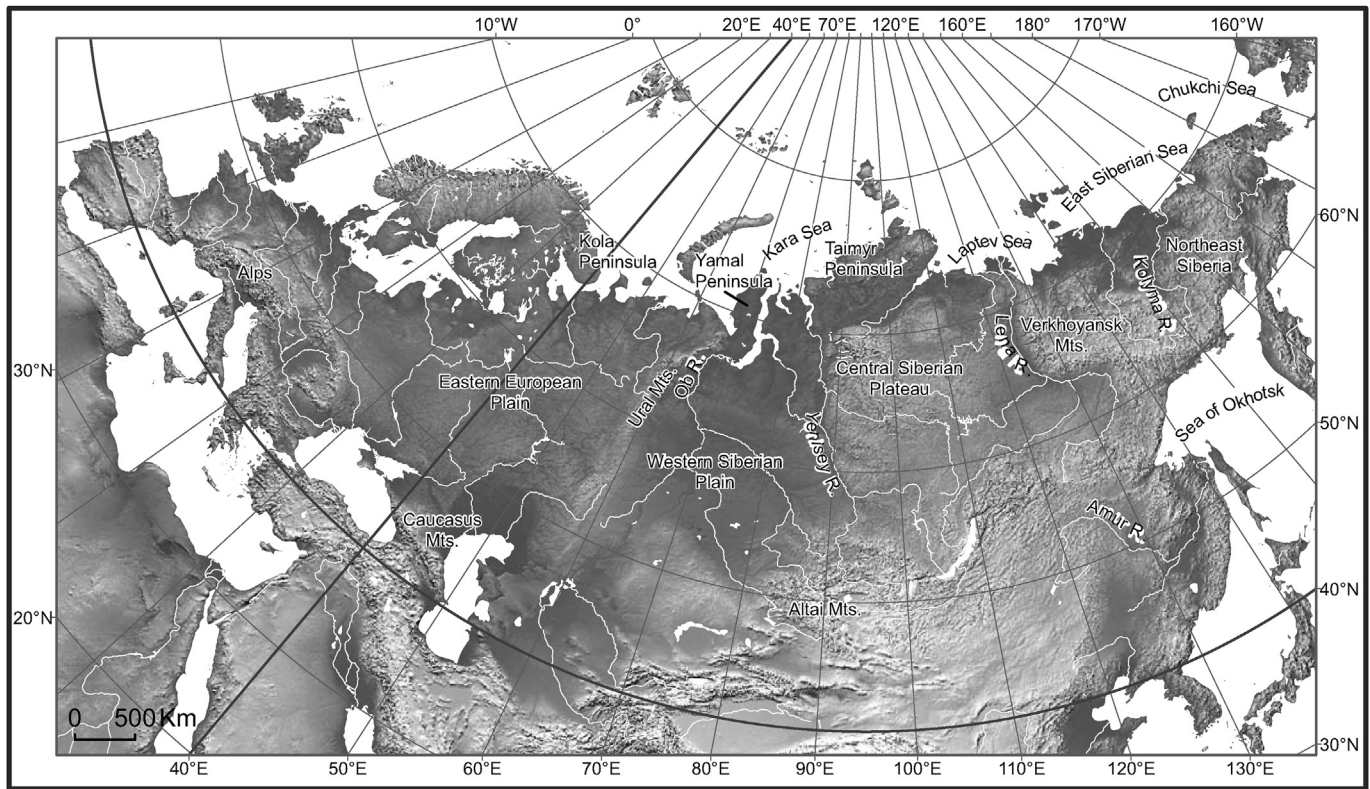 10°W 0° 20°E 40°E 70°E 120°E 160°E 180° 170°W 160°W
Chukchi Sea
East Siberian Sea
60°N
Kola
Peninsula
Kara Sea
Yamal
Peninsula
Taimyr
Peninsula
Laptev Sea
Northeast
Siberia
Alps
Kolyma R.
Lena R.
Verkhoyansk
Mts.
30°N
Eastern European
Plain
Ural Mts.
Ob R.
Central Siberian
Plateau
Sea of Okhotsk
50°N
Western Siberian
Plain
Yenisey R.
Caucasus
Mts.
Amur R.
40°N
Altai Mts.
20°N
0 500 Km
30°N
40°E 50°E 60°E 70°E 80°E 90°E 100°E 110°E 120°E 130°E